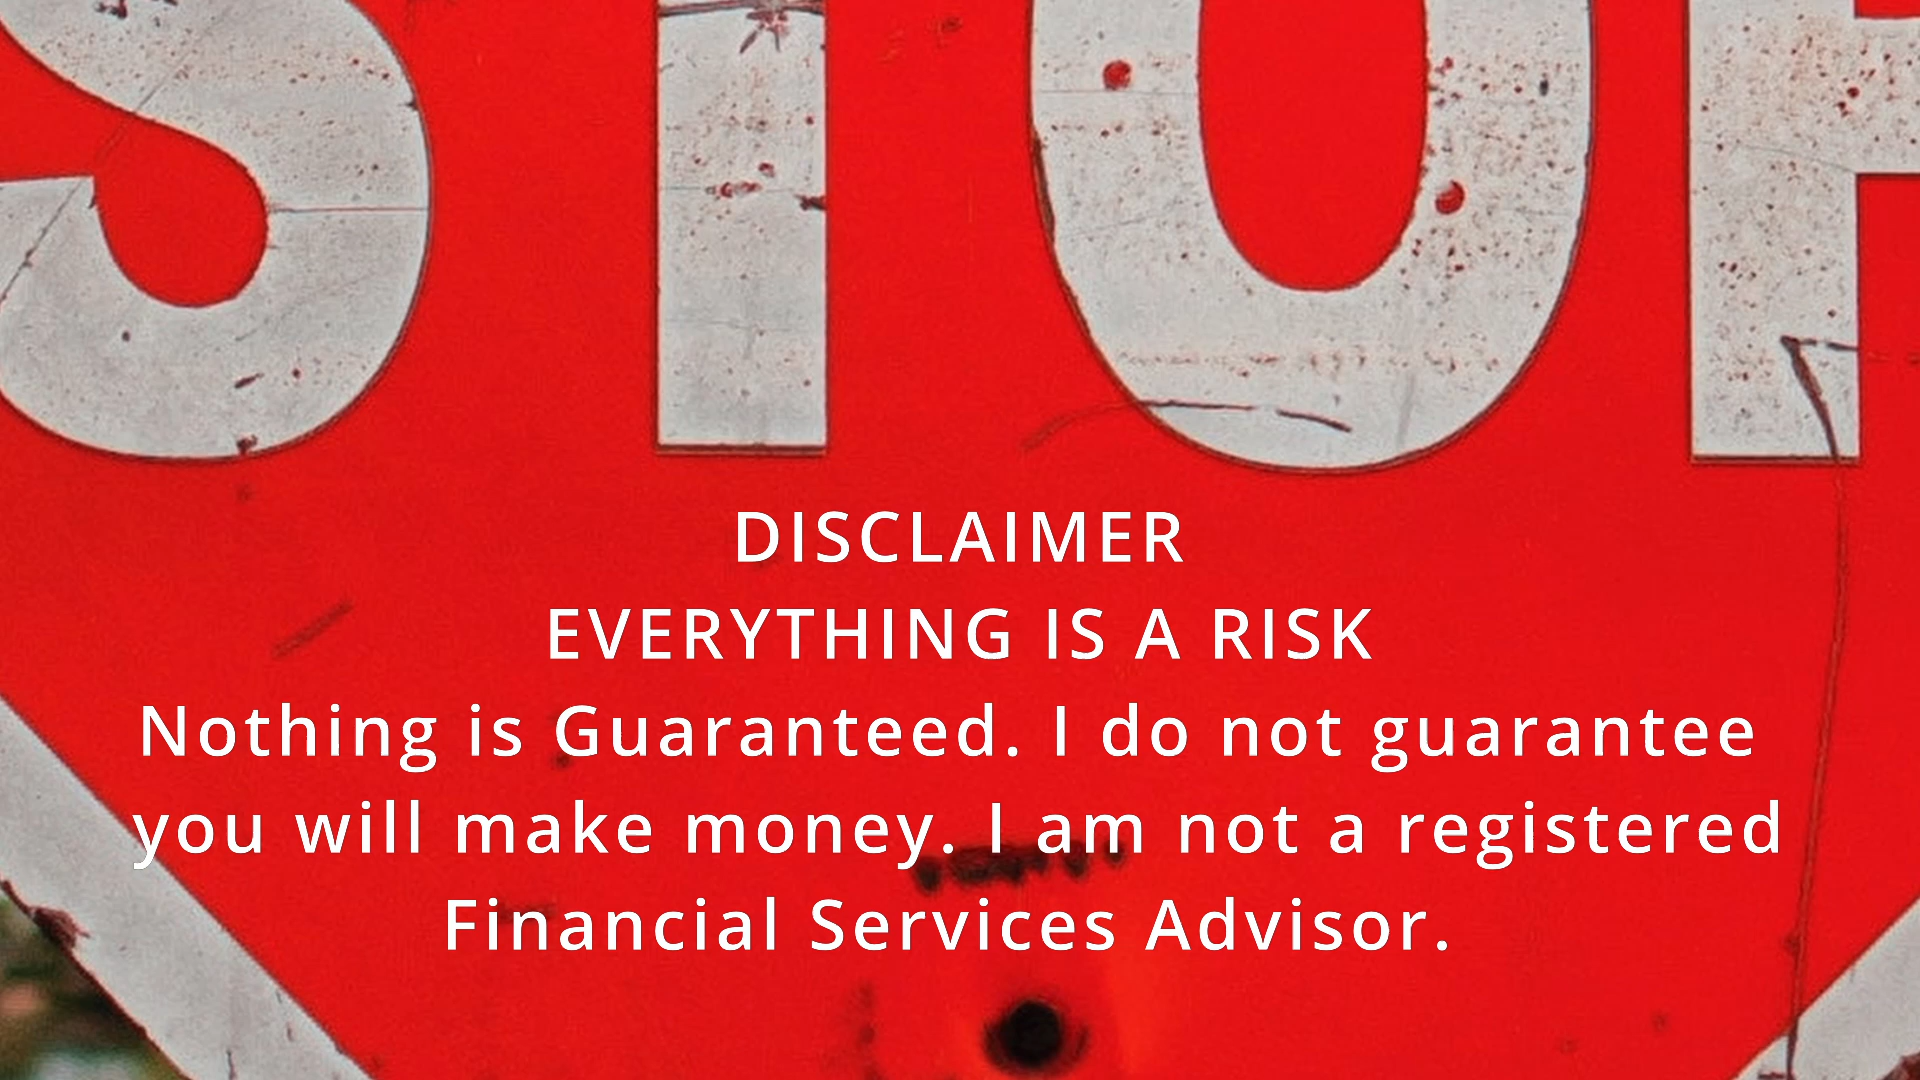 STOP
DISCLAIMER
EVERYTHING IS A RISK
Nothing is Guaranteed. I do not guarantee
you will make money. I am not a registered
Financial Services Advisor.